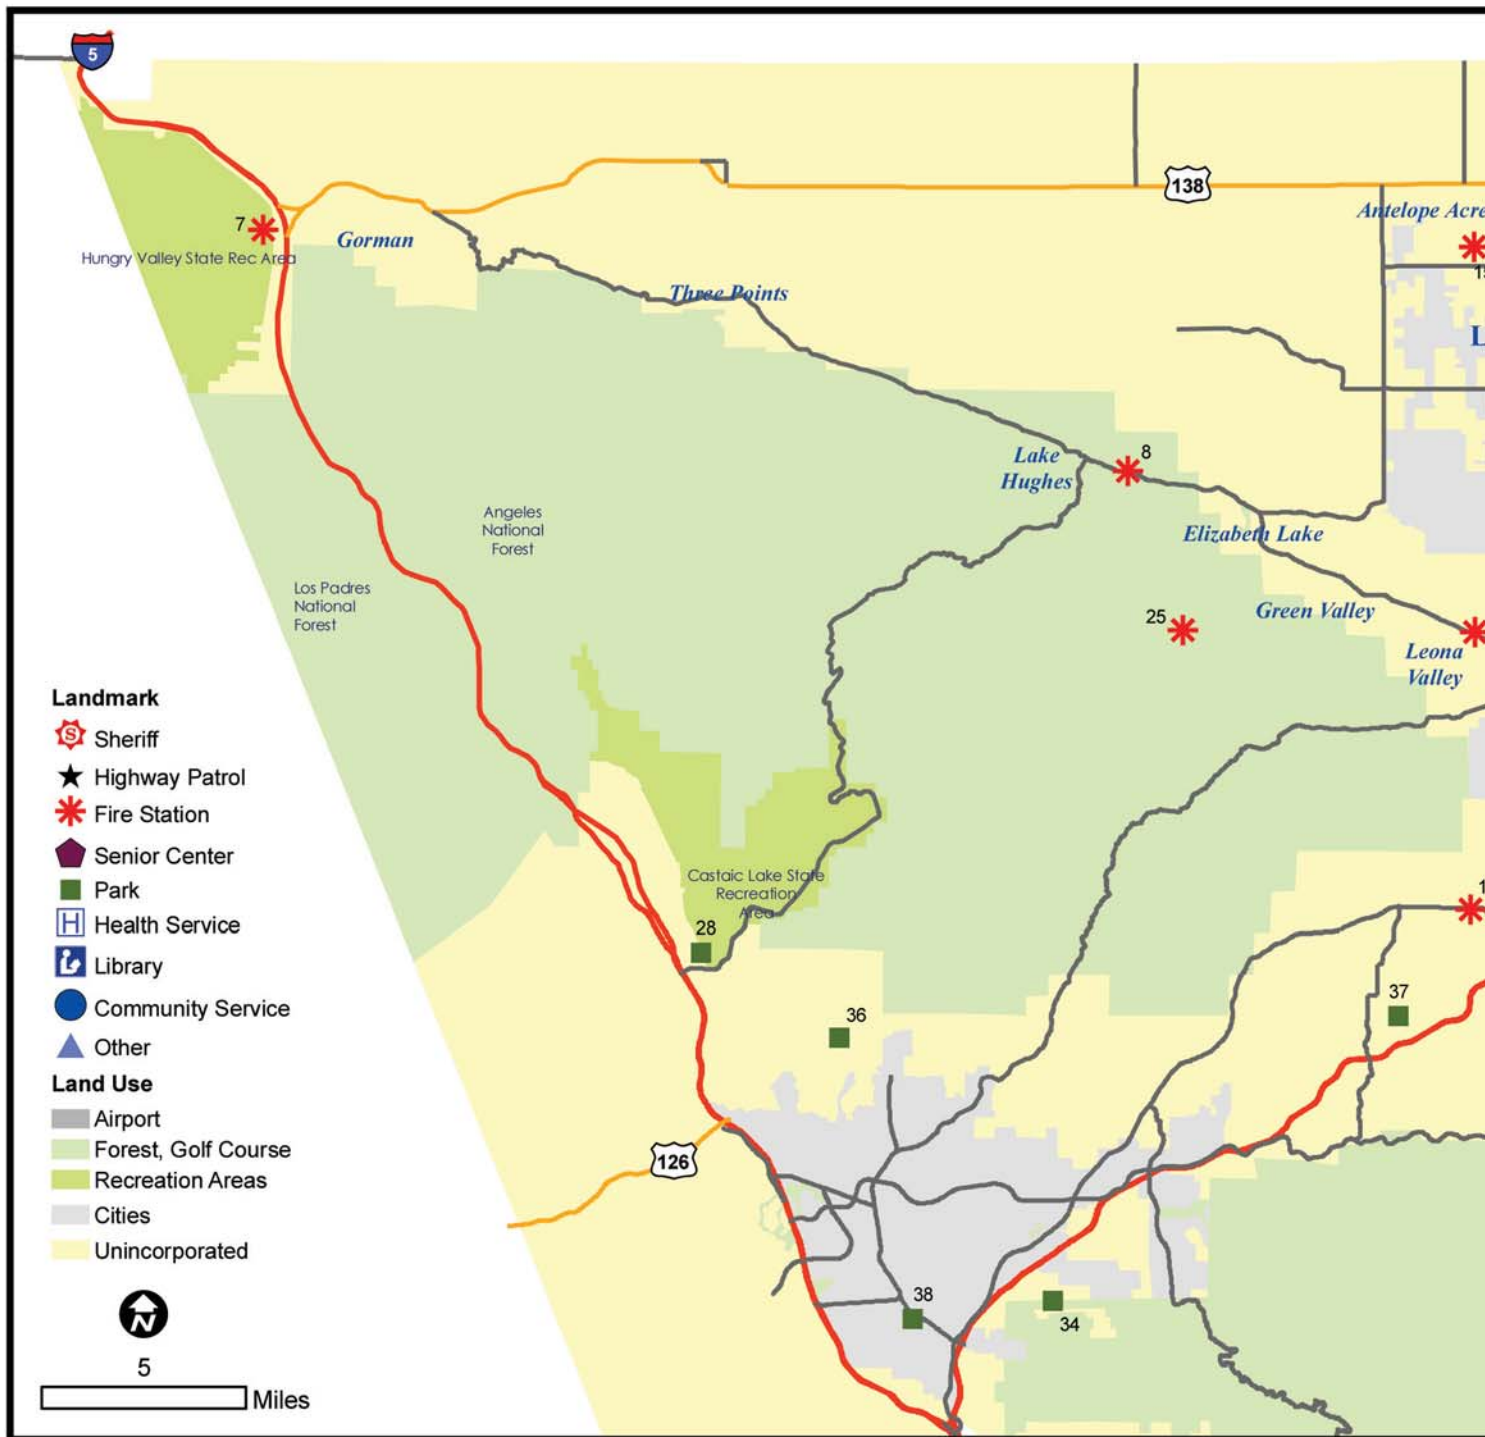 5
138
Antelope Acre
7
Gorman
15
Hungry Valley State Rec Area
Three Points
L
8
Lake
Hughes
Angeles
National
Forest
Elizabeth Lake
Los Padres
National
Forest
Green Valley
25
Leona
Valley
Landmark
S Sheriff
Highway Patrol
Fire Station
Senior Center
Park
H Health Service
Library
Community Service
Other
Land Use
Airport
Forest, Golf Course
Recreation Areas
Cities
Unincorporated
N
5
Miles
Castaic Lake State
Recreation
Area
1
28
37
36
126
38
34